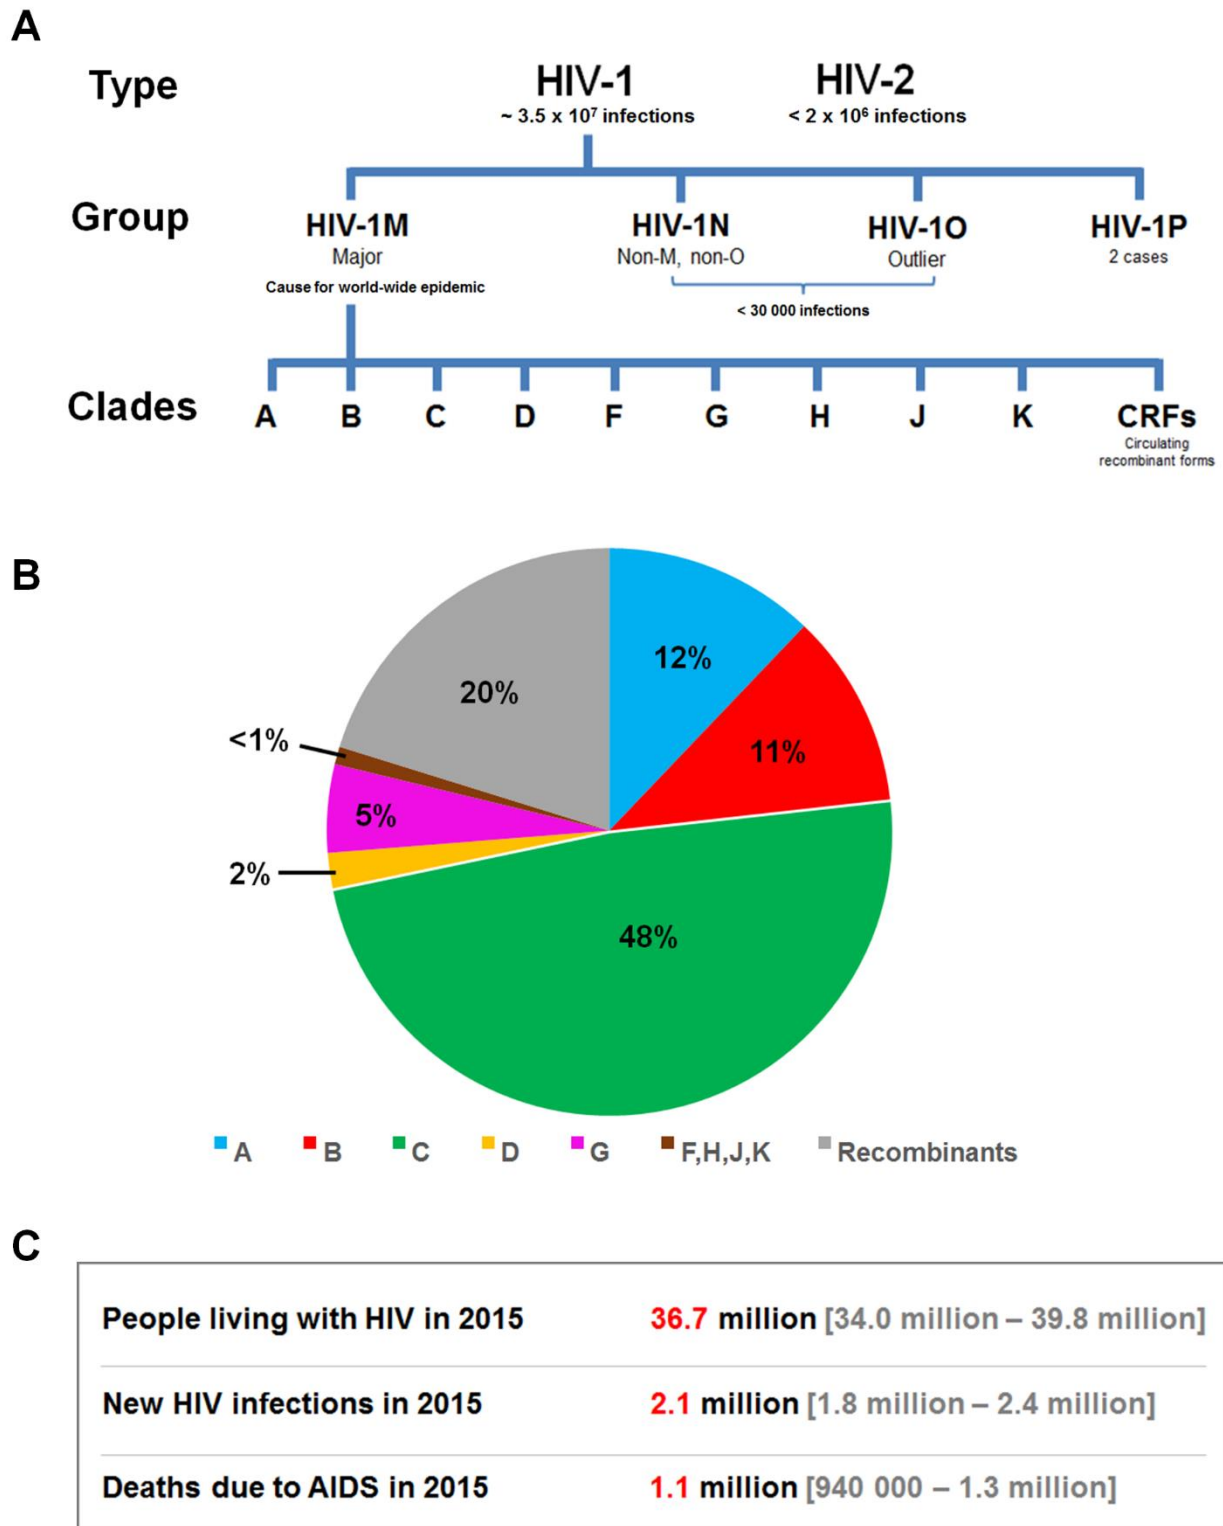 A
Type
HIV-1
HIV-2
~ 3.5 x 10⁷ infections
< 2 x 10⁶ infections
Group
HIV-1M
HIV-1N
HIV-1O
HIV-1P
Major
Non-M, non-O
Outlier
2 cases
Cause for world-wide epidemic
< 30 000 infections
Clades
A
B
C
D
F
G
H
J
K
CRFs
Circulating
recombinant forms
B
12%
20%
11%
<1%
5%
2%
48%
A
B
C
D
G
F,H,J,K
Recombinants
C
People living with HIV in 2015 36.7 million [34.0 million – 39.8 million]
New HIV infections in 2015 2.1 million [1.8 million – 2.4 million]
Deaths due to AIDS in 2015 1.1 million [940 000 – 1.3 million]